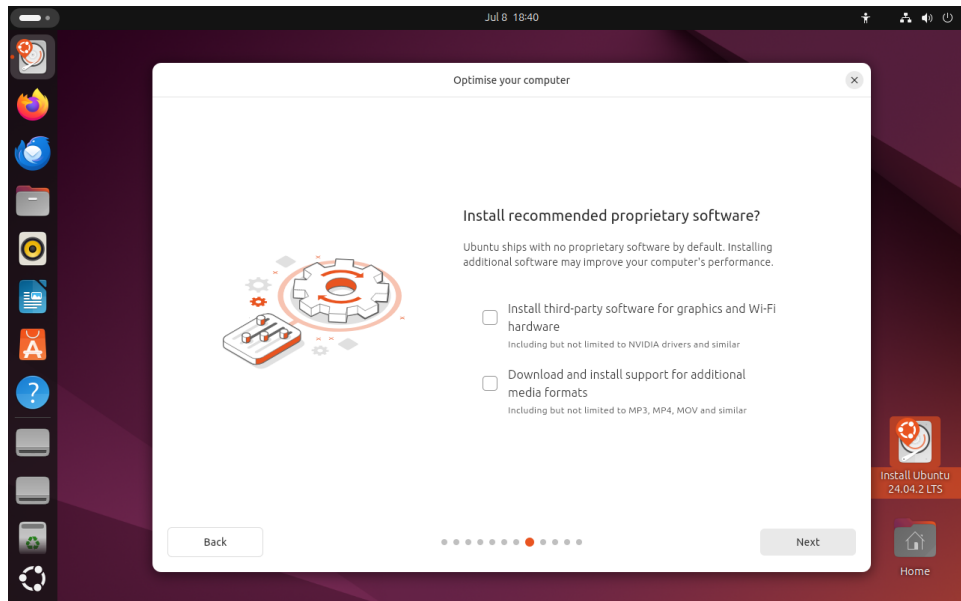 Jul 8 18:40
Optimise your computer
Install recommended proprietary software?
Ubuntu ships with no proprietary software by default. Installing
additional software may improve your computer's performance.
Install third-party software for graphics and Wi-Fi
hardware
Including but not limited to NVIDIA drivers and similar
Download and install support for additional
media formats
Including but not limited to MP3, MP4, MOV and similar
Back
Next
Install Ubuntu
24.04.2 LTS
Home